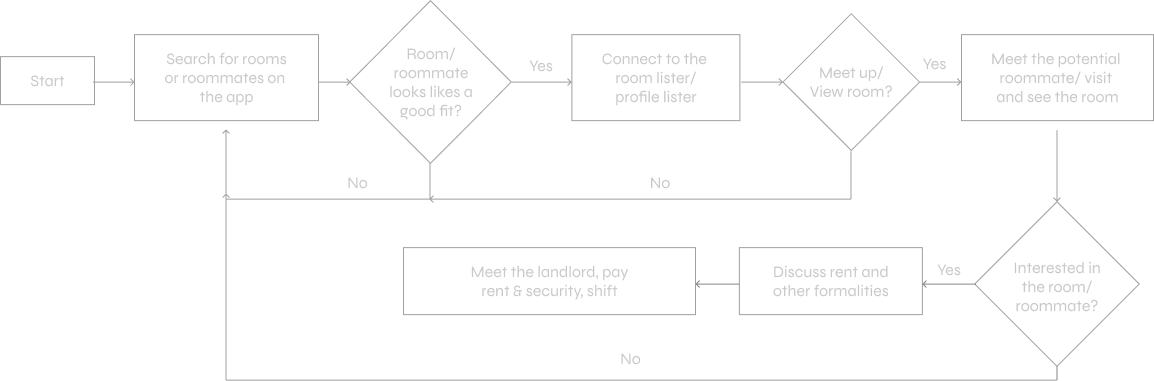 Start
Search for rooms
or roommates on
the app
Room/
roommate
looks likes a
good fit?
Yes
Connect to the
room lister/
profile lister
Meet up/
View room?
Yes
Meet the potential
roommate/ visit
and see the room
No
No
Meet the landlord, pay
rent & security, shift
Discuss rent and
other formalities
Yes
Interested in
the room/
roommate?
No